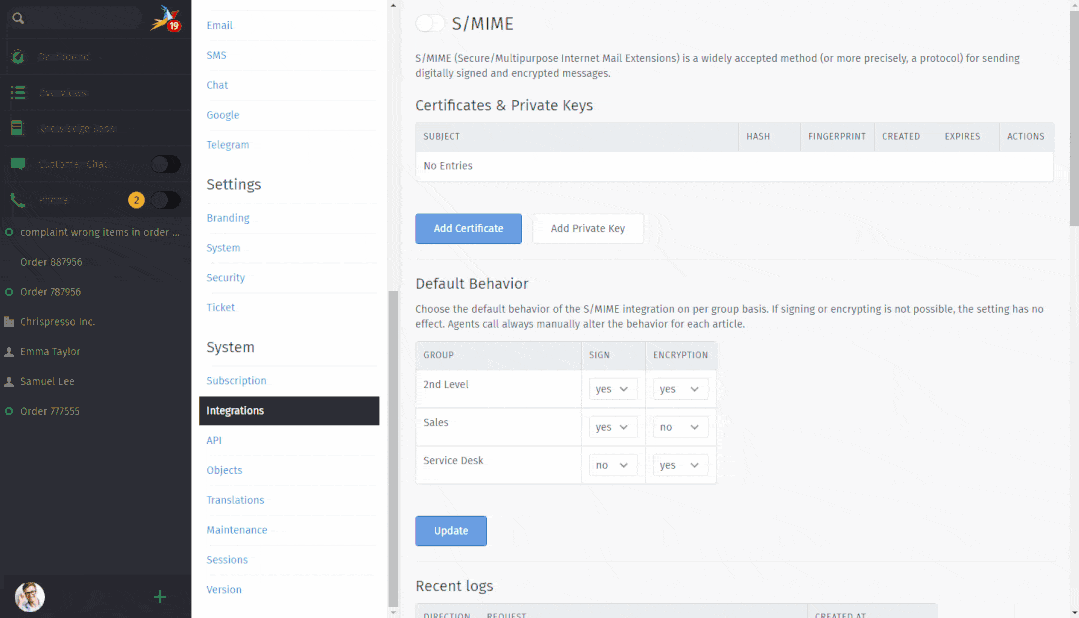 19
Dashboard
Overviews
Knowledge Base
Customer Chat
Phone
2
complaint wrong items in order ...
Order 887956
Order 787956
Chrispresso Inc.
Emma Taylor
Samuel Lee
Order 777555
Email
SMS
Chat
Google
Telegram
Settings
Branding
System
Security
Ticket
System
Subscription
Integrations
API
Objects
Translations
Maintenance
Sessions
Version
S/MIME
S/MIME (Secure/Multipurpose Internet Mail Extensions) is a widely accepted method (or more precisely, a protocol) for sending
digitally signed and encrypted messages.
Certificates & Private Keys
SUBJECT HASH FINGERPRINT CREATED EXPIRES ACTIONS
No Entries
Add Certificate Add Private Key
Default Behavior
Choose the default behavior of the S/MIME integration on per group basis. If signing or encrypting is not possible, the setting has no
effect. Agents call always manually alter the behavior for each article.
GROUP SIGN ENCRYPTION
2nd Level yes yes
Sales yes no
Service Desk no yes
Update
Recent logs
DIRECTION REQUEST CREATED AT